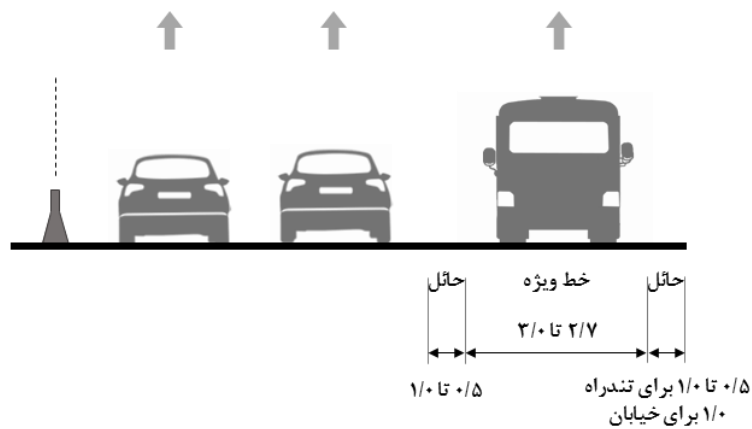 حائل
خط ویژه
حائل
۲/۷ تا ۳/۰
۰/۵ تا ۱/۰ برای تندراه
۱/۰ برای خیابان
۰/۵ تا ۱/۰